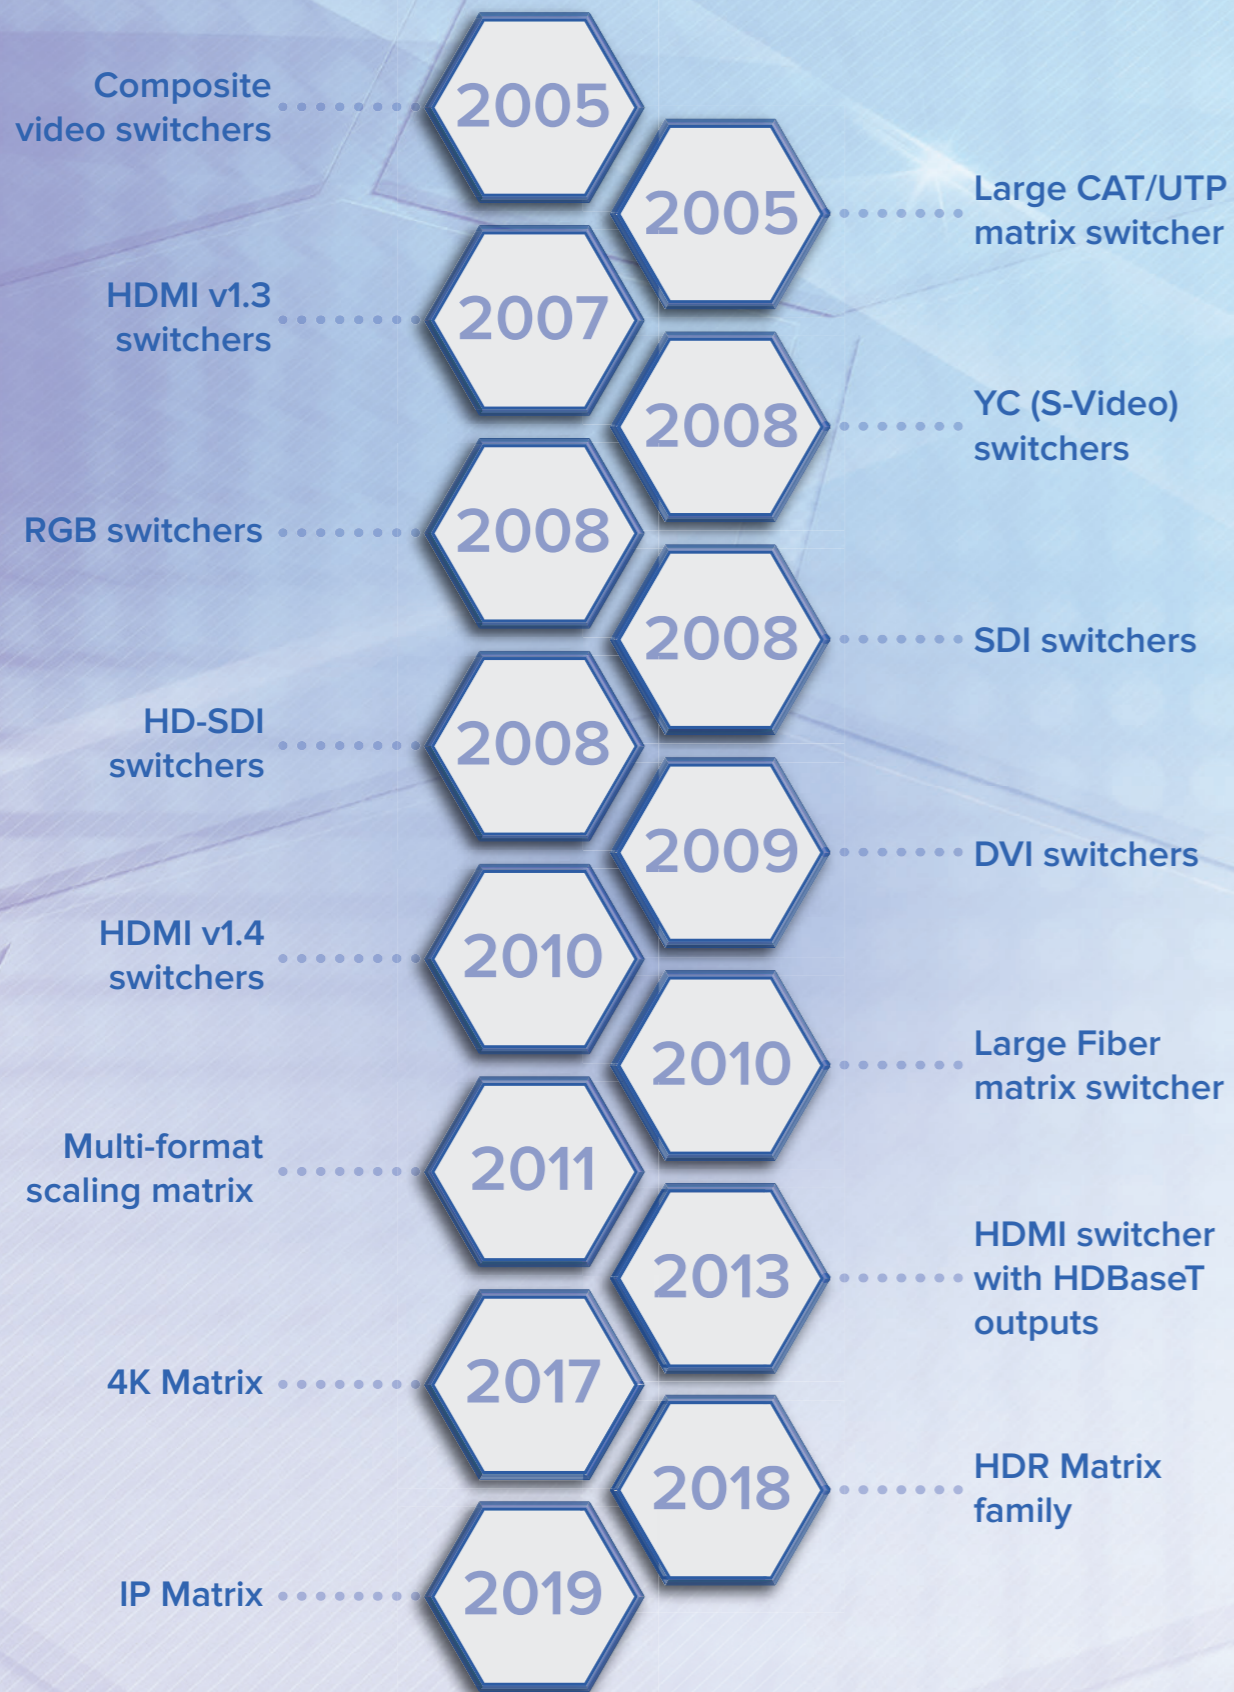 Composite
video switchers
2005
2005
Large CAT/UTP
matrix switcher
HDMI v1.3
switchers
2007
2008
YC (S-Video)
switchers
RGB switchers
2008
2008
SDI switchers
HD-SDI
switchers
2008
2009
DVI switchers
HDMI v1.4
switchers
2010
2010
Large Fiber
matrix switcher
Multi-format
scaling matrix
2011
2013
HDMI switcher
with HDBaseT
outputs
4K Matrix
2017
2018
HDR Matrix
family
IP Matrix
2019